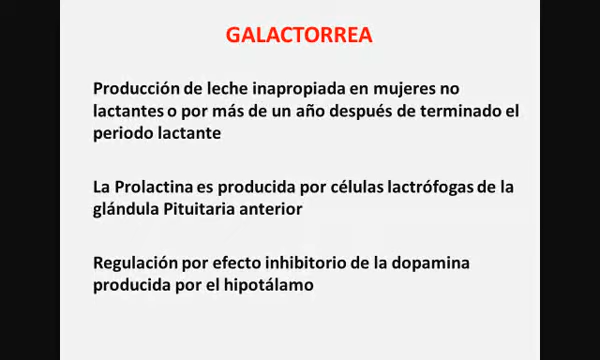 GALACTORREA
Producción de leche inapropiada en mujeres no
lactantes o por más de un año después de terminado el
periodo lactante
La Prolactina es producida por células lactrófogas de la
glándula Pituitaria anterior
Regulación por efecto inhibitorio de la dopamina
producida por el hipotálamo